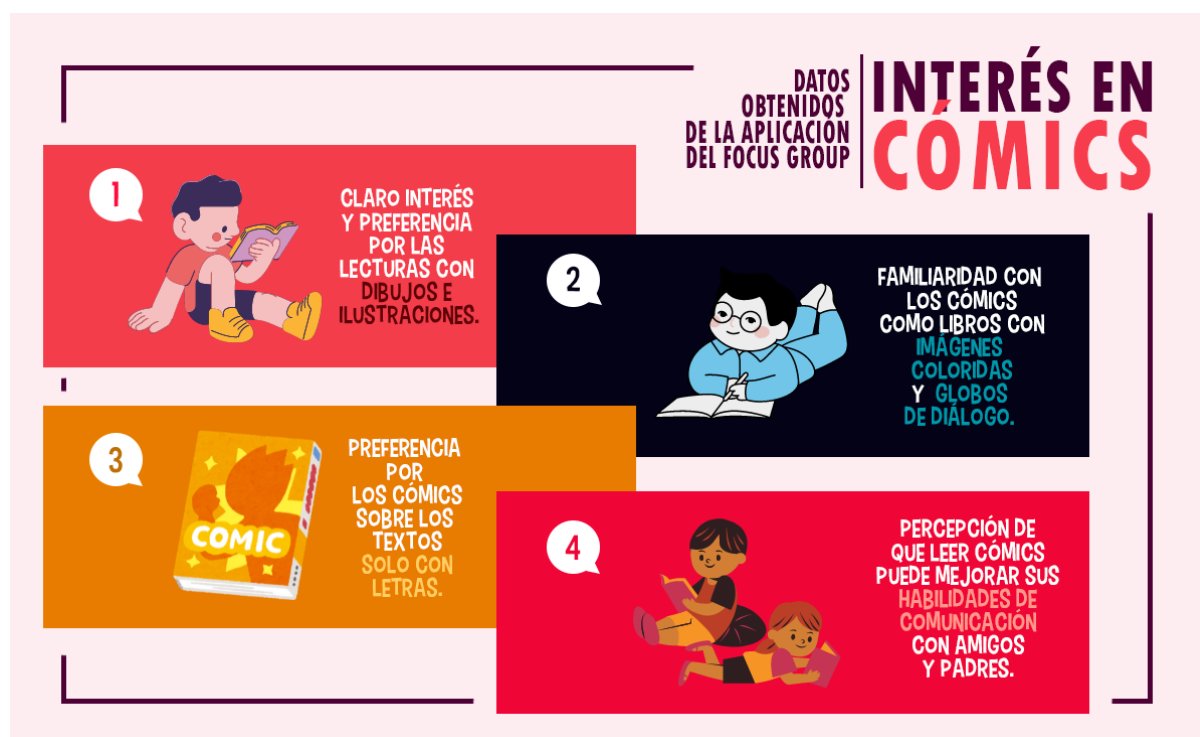 DATOS
OBTENIDOS
DE LA APLICACIÓN
DEL FOCUS GROUP
INTERÉS EN
CÓMICS
1
CLARO INTERÉS
Y PREFERENCIA
POR LAS
LECTURAS CON
DIBUJOS E
ILUSTRACIONES.
2
FAMILIARIDAD CON
LOS CÓMICS
COMO LIBROS CON
IMÁGENES
COLORIDAS
Y GLOBOS
DE DIÁLOGO.
3
COMIC
PREFERENCIA
POR
LOS CÓMICS
SOBRE LOS
TEXTOS
SOLO CON
LETRAS.
4
PERCEPCIÓN DE
QUE LEER CÓMICS
PUEDE MEJORAR SUS
HABILIDADES DE
COMUNICACIÓN
CON AMIGOS
Y PADRES.